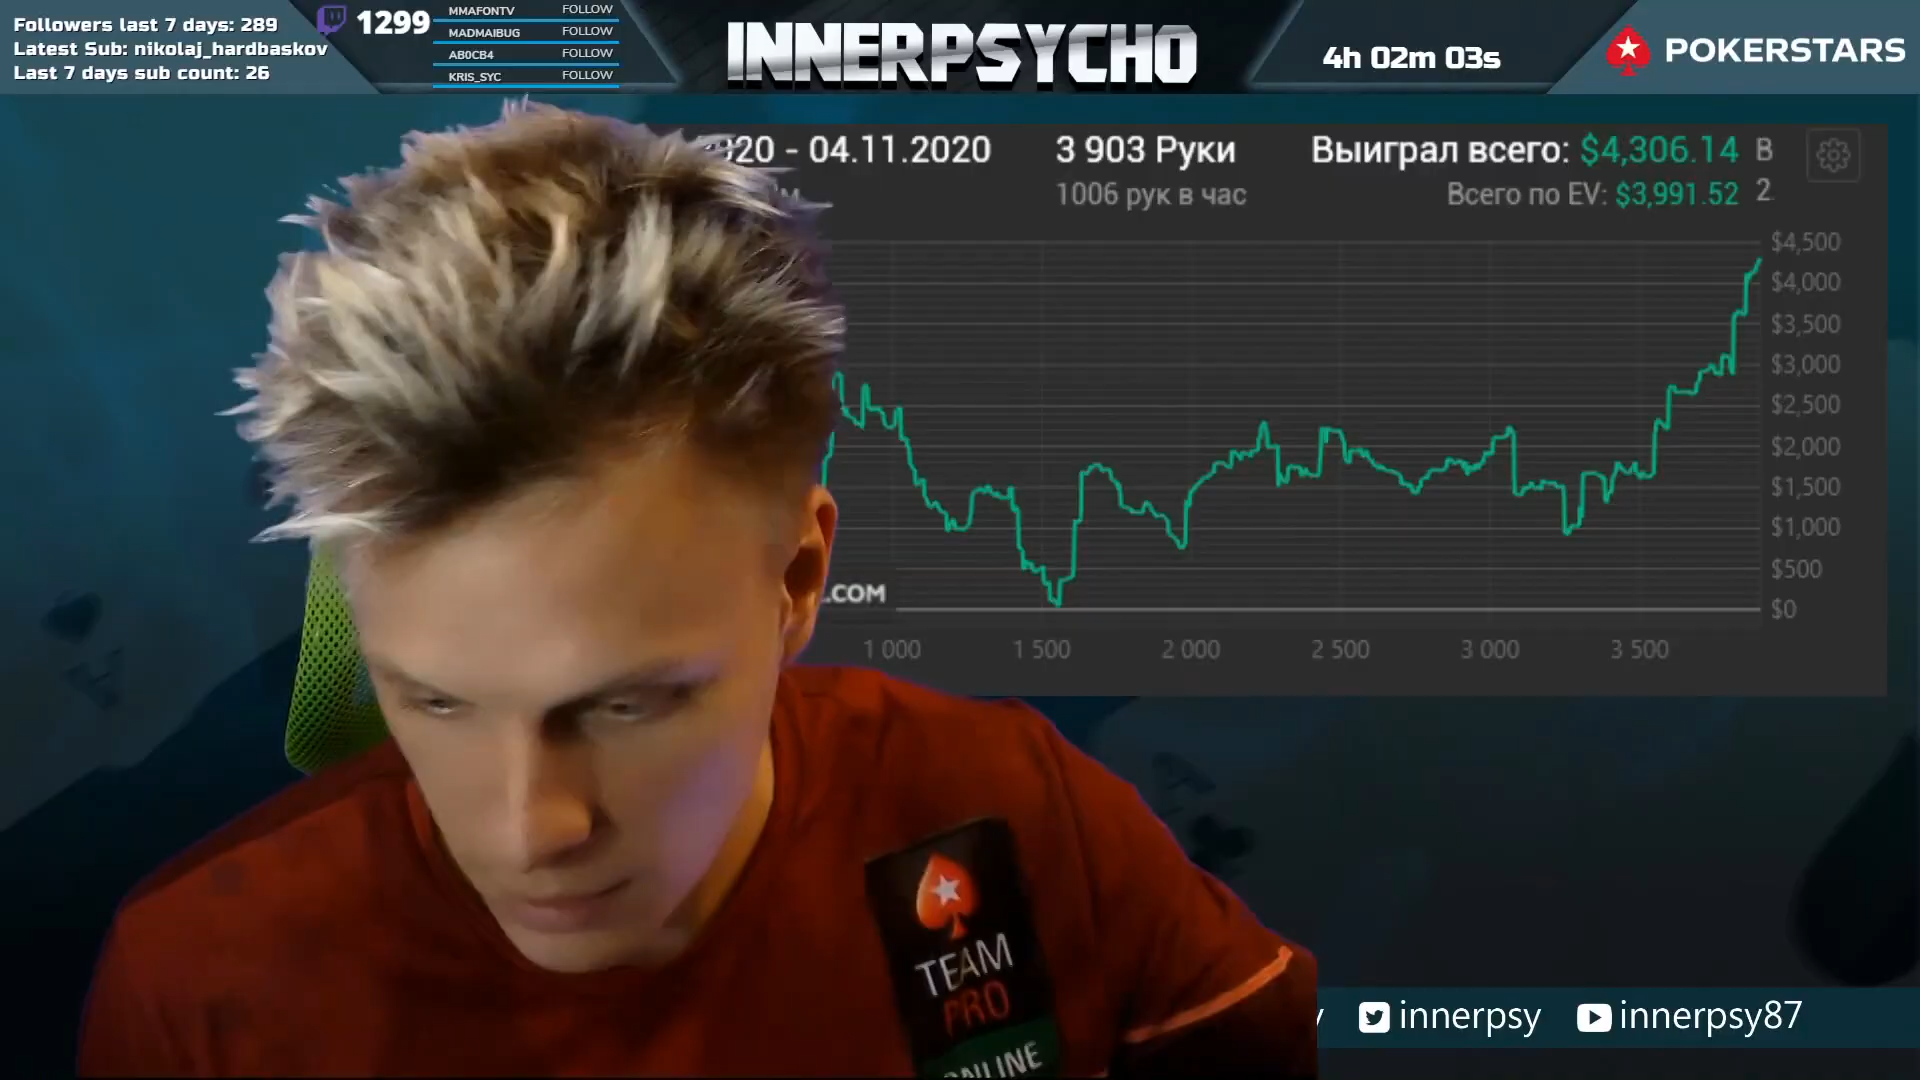 Followers last 7 days: 289
Latest Sub: nikolaj_hardbaskov
Last 7 days sub count: 26
1299
MMAFONTV FOLLOW
MADMAIBUG FOLLOW
AB0CB4 FOLLOW
KRIS_SYC FOLLOW
INNERPSYCHO
4h 02m 03s
POKERSTARS
020 - 04.11.2020
3 903 Руки
Выиграл всего: $4,306.14 В
1006 рук в час
Всего по EV: $3,991.52 2
$4,500
$4,000
$3,500
$3,000
$2,500
$2,000
$1,500
$1,000
$500
$0
.COM
1 000 1 500 2 000 2 500 3 000 3 500
TEAM
PRO
ONLINE
innerpsy
innerpsy87